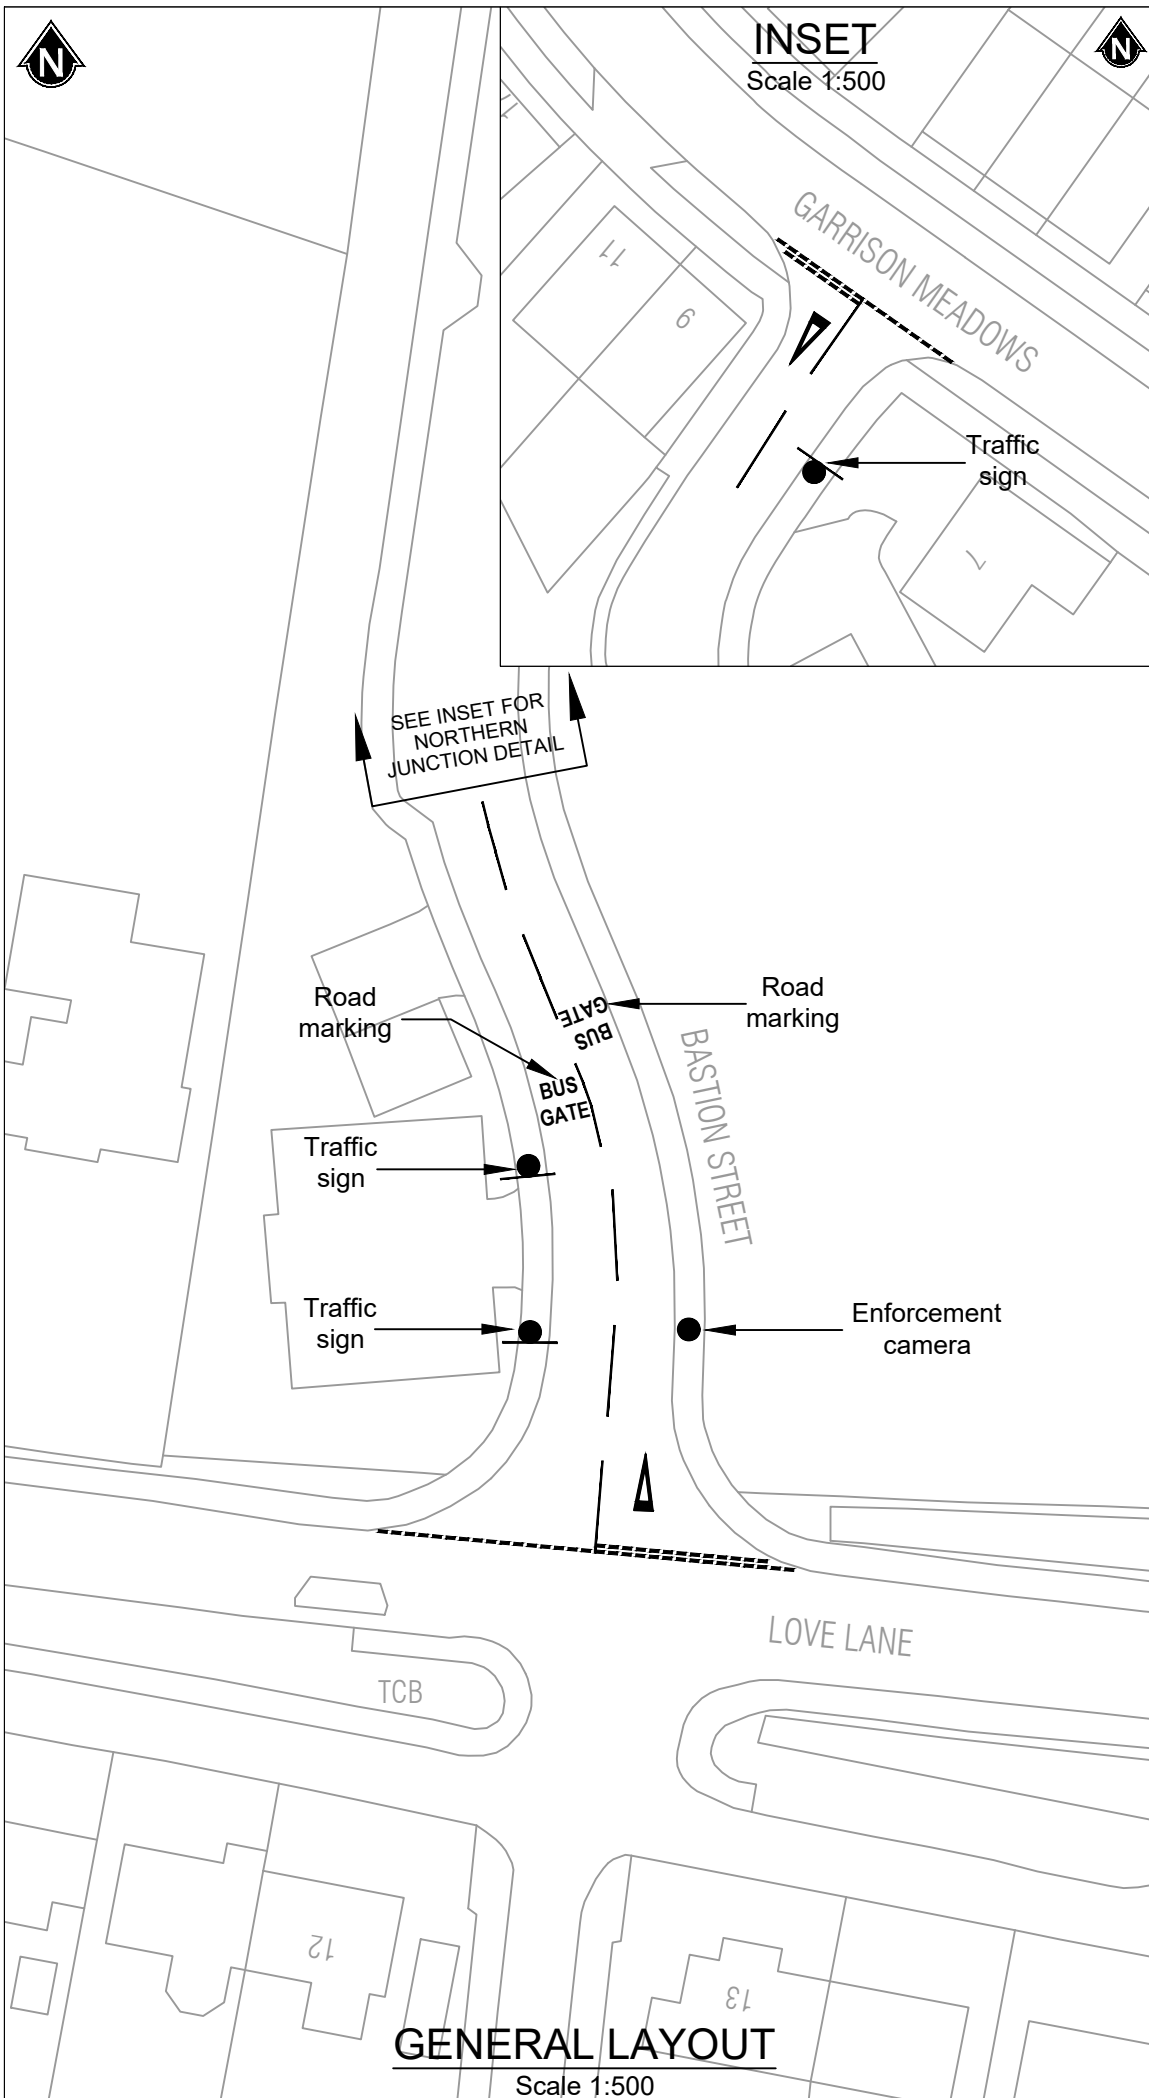 N
INSET
Scale 1:500
N
GARRISON MEADOWS
11
9
7
Traffic
sign
SEE INSET FOR
NORTHERN
JUNCTION DETAIL
Road
marking
Road
marking
BUS
GATE
BUS
GATE
BASTION STREET
Traffic
sign
Traffic
sign
Enforcement
camera
LOVE LANE
TCB
12
13
GENERAL LAYOUT
Scale 1:500